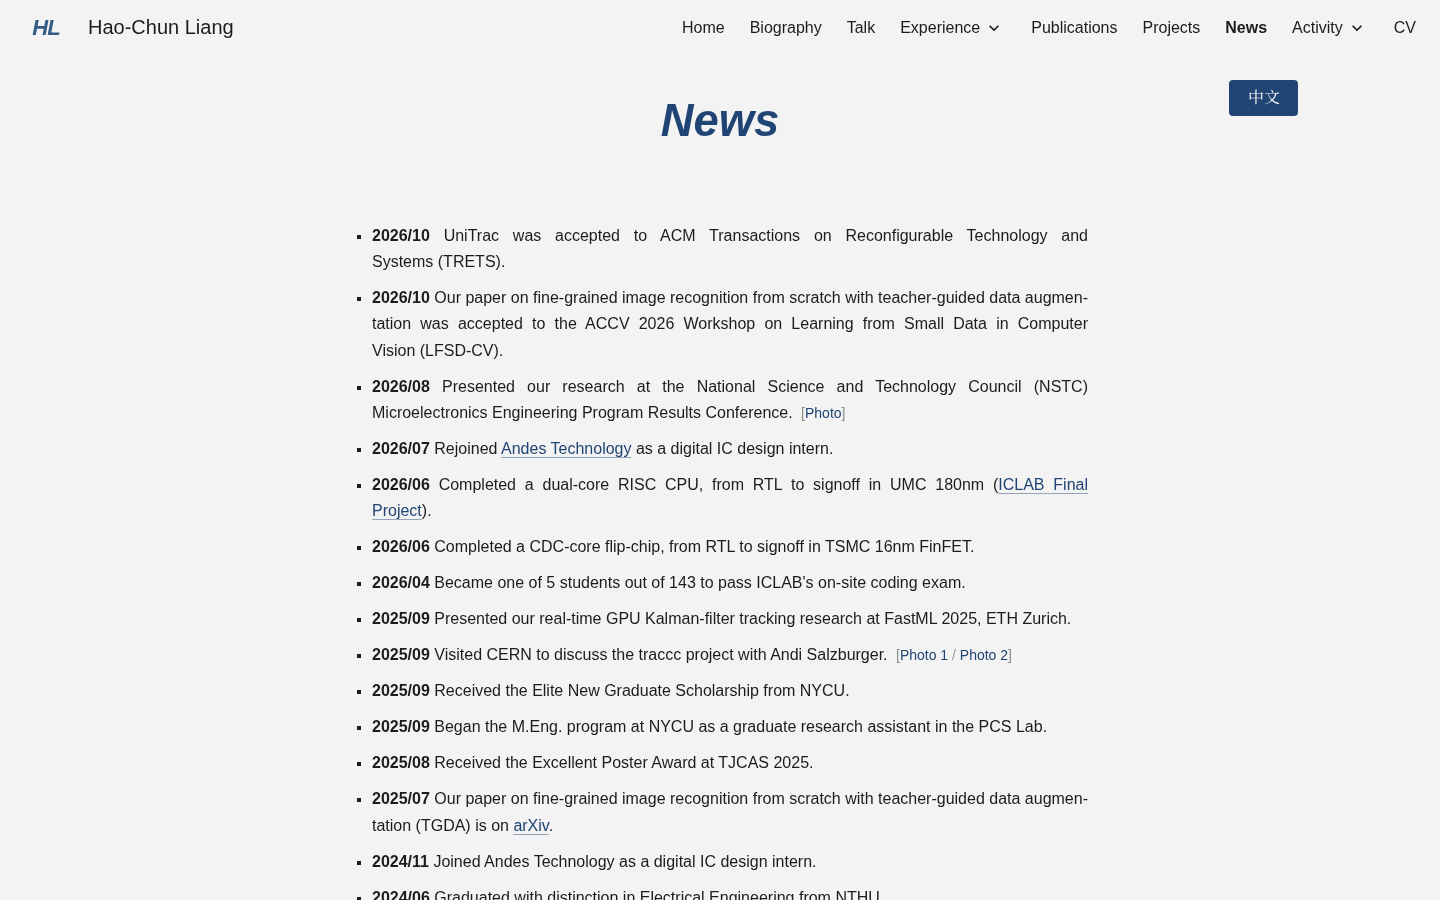 HL Hao-Chun Liang Home Biography Talk Experience Publications Projects News Activity CV
中文
News
2026/10 UniTrac was accepted to ACM Transactions on Reconfigurable Technology and
Systems (TRETS).
2026/10 Our paper on fine-grained image recognition from scratch with teacher-guided data augmen-
tation was accepted to the ACCV 2026 Workshop on Learning from Small Data in Computer
Vision (LFSD-CV).
2026/08 Presented our research at the National Science and Technology Council (NSTC)
Microelectronics Engineering Program Results Conference. [Photo]
2026/07 Rejoined Andes Technology as a digital IC design intern.
2026/06 Completed a dual-core RISC CPU, from RTL to signoff in UMC 180nm (ICLAB Final
Project).
2026/06 Completed a CDC-core flip-chip, from RTL to signoff in TSMC 16nm FinFET.
2026/04 Became one of 5 students out of 143 to pass ICLAB's on-site coding exam.
2025/09 Presented our real-time GPU Kalman-filter tracking research at FastML 2025, ETH Zurich.
2025/09 Visited CERN to discuss the traccc project with Andi Salzburger. [Photo 1 / Photo 2]
2025/09 Received the Elite New Graduate Scholarship from NYCU.
2025/09 Began the M.Eng. program at NYCU as a graduate research assistant in the PCS Lab.
2025/08 Received the Excellent Poster Award at TJCAS 2025.
2025/07 Our paper on fine-grained image recognition from scratch with teacher-guided data augmen-
tation (TGDA) is on arXiv.
2024/11 Joined Andes Technology as a digital IC design intern.
2024/06 Graduated with distinction in Electrical Engineering from NTHU.